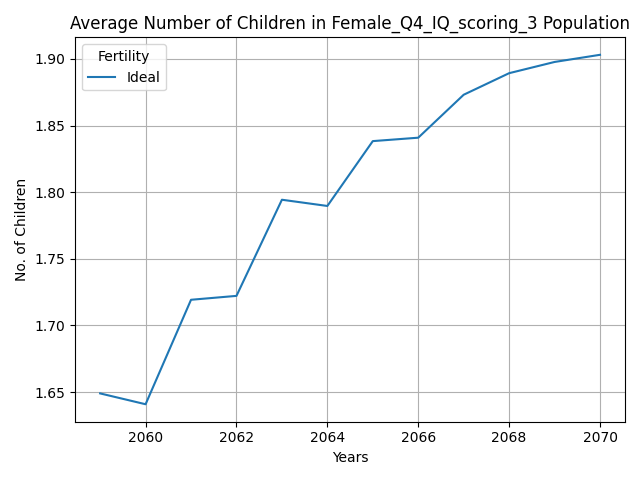 Average Number of Children in Female_Q4_IQ_scoring_3 Population
Fertility
Ideal
1.90
1.85
1.80
1.75
1.70
1.65
No. of Children
2060 2062 2064 2066 2068 2070
Years